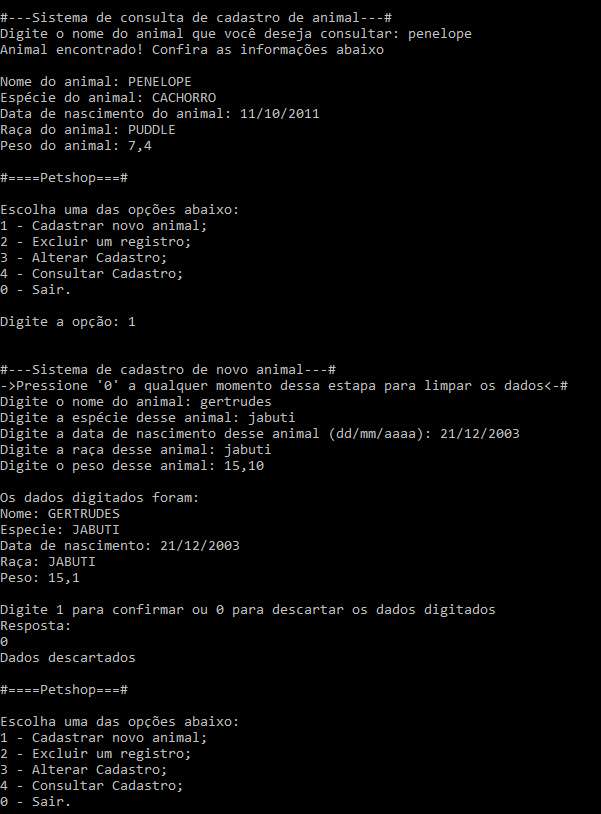 #---Sistema de consulta de cadastro de animal---#
Digite o nome do animal que você deseja consultar: penelope
Animal encontrado! Confira as informações abaixo
Nome do animal: PENELOPE
Espécie do animal: CACHORRO
Data de nascimento do animal: 11/10/2011
Raça do animal: PUDDLE
Peso do animal: 7,4
#====Petshop===#
Escolha uma das opções abaixo:
1 - Cadastrar novo animal;
2 - Excluir um registro;
3 - Alterar Cadastro;
4 - Consultar Cadastro;
0 - Sair.
Digite a opção: 1
#---Sistema de cadastro de novo animal---#
->Pressione '0' a qualquer momento dessa estapa para limpar os dados<-#
Digite o nome do animal: gertrudes
Digite a espécie desse animal: jabuti
Digite a data de nascimento desse animal (dd/mm/aaaa): 21/12/2003
Digite a raça desse animal: jabuti
Digite o peso desse animal: 15,10
Os dados digitados foram:
Nome: GERTRUDES
Especie: JABUTI
Data de nascimento: 21/12/2003
Raça: JABUTI
Peso: 15,1
Digite 1 para confirmar ou 0 para descartar os dados digitados
Resposta:
0
Dados descartados
#====Petshop===#
Escolha uma das opções abaixo:
1 - Cadastrar novo animal;
2 - Excluir um registro;
3 - Alterar Cadastro;
4 - Consultar Cadastro;
0 - Sair.